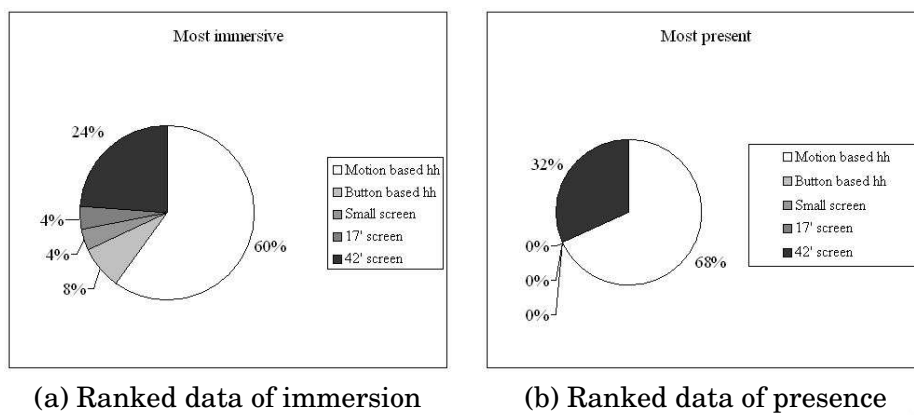 Most immersive
24%
4%
4%
8%
60%
Motion based hh
Button based hh
Small screen
17' screen
42' screen
(a) Ranked data of immersion
Most present
32%
0%
0%
0%
68%
Motion based hh
Button based hh
Small screen
17' screen
42' screen
(b) Ranked data of presence